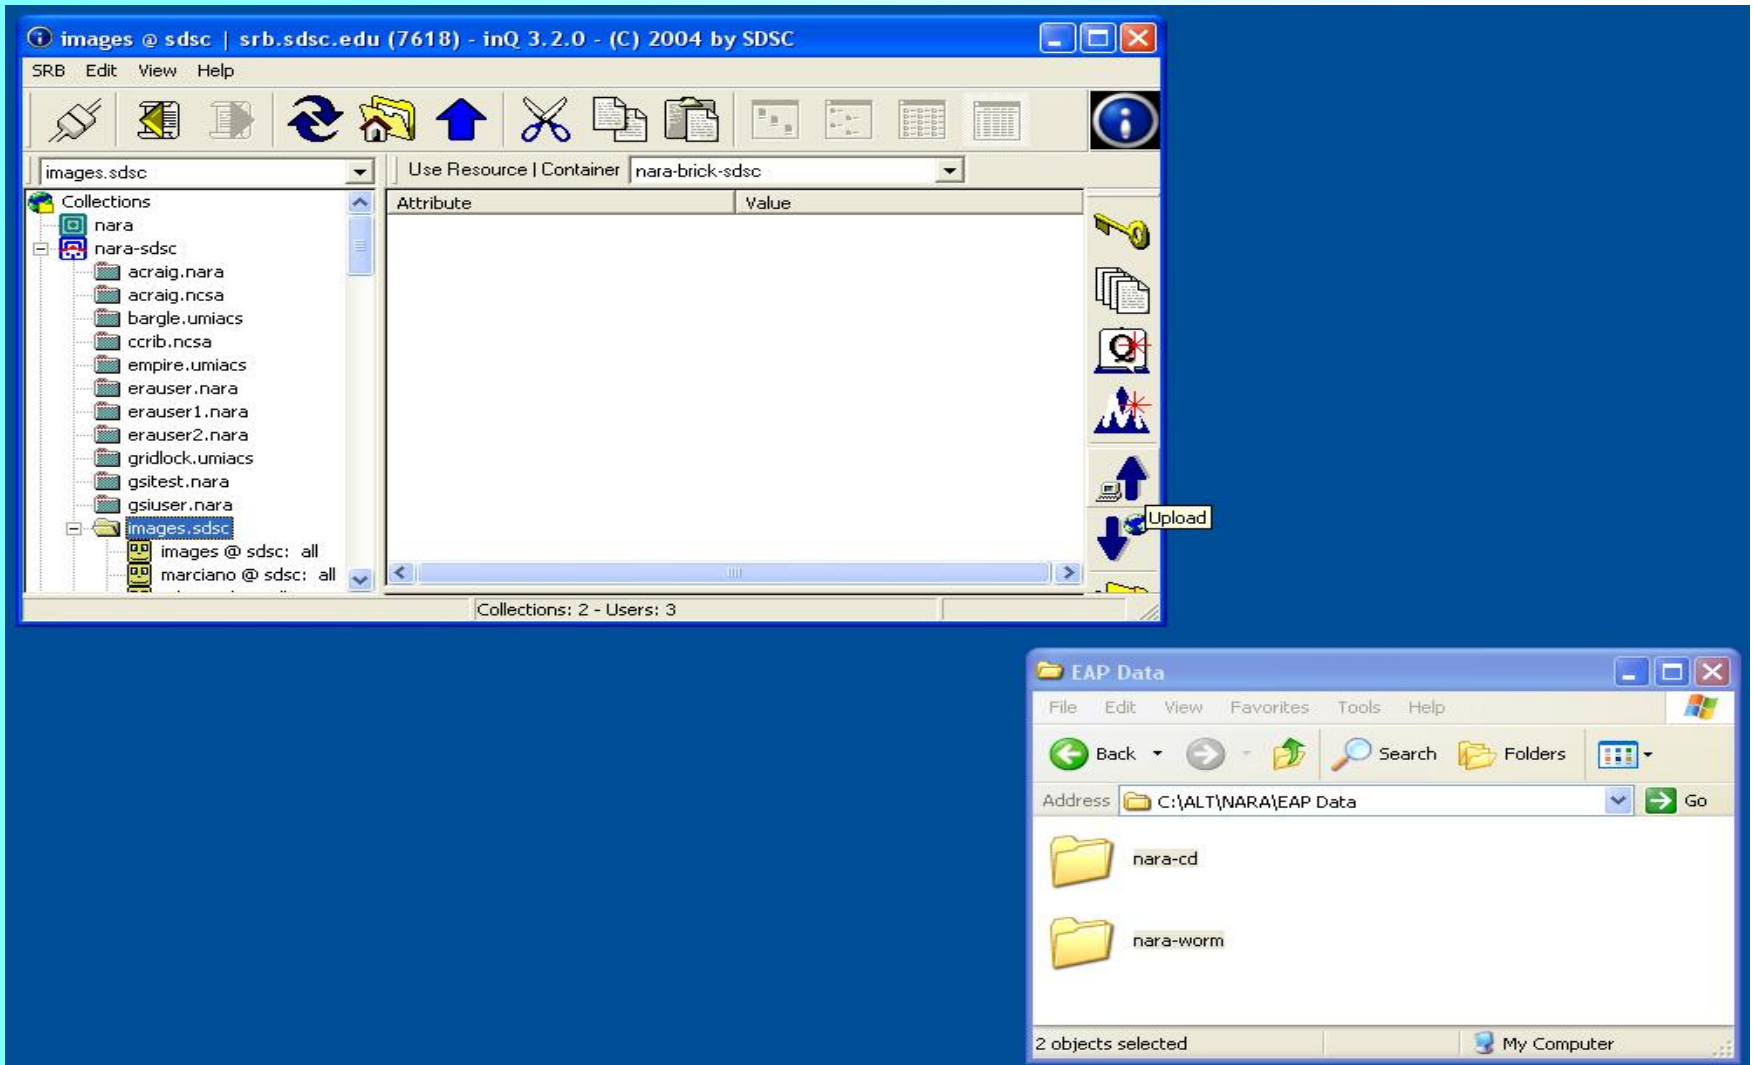 images @ sdsc | srb.sdsc.edu (7618) - inQ 3.2.0 - (C) 2004 by SDSC
SRB Edit View Help
images.sdsc
Use Resource | Container nara-brick-sdsc
Collections
nara
nara-sdsc
acraig.nara
acraig.ncsa
bargle.umiacs
ccrib.ncsa
empire.umiacs
erauser.nara
erauser1.nara
erauser2.nara
gridlock.umiacs
gsitest.nara
gsiuser.nara
images.sdsc
images @ sdsc: all
marciano @ sdsc: all
Attribute Value
Q
Upload
Collections: 2 - Users: 3
EAP Data
File Edit View Favorites Tools Help
Back Search Folders
Address C:\ALT\NARA\EAP Data Go
nara-cd
nara-worm
2 objects selected My Computer